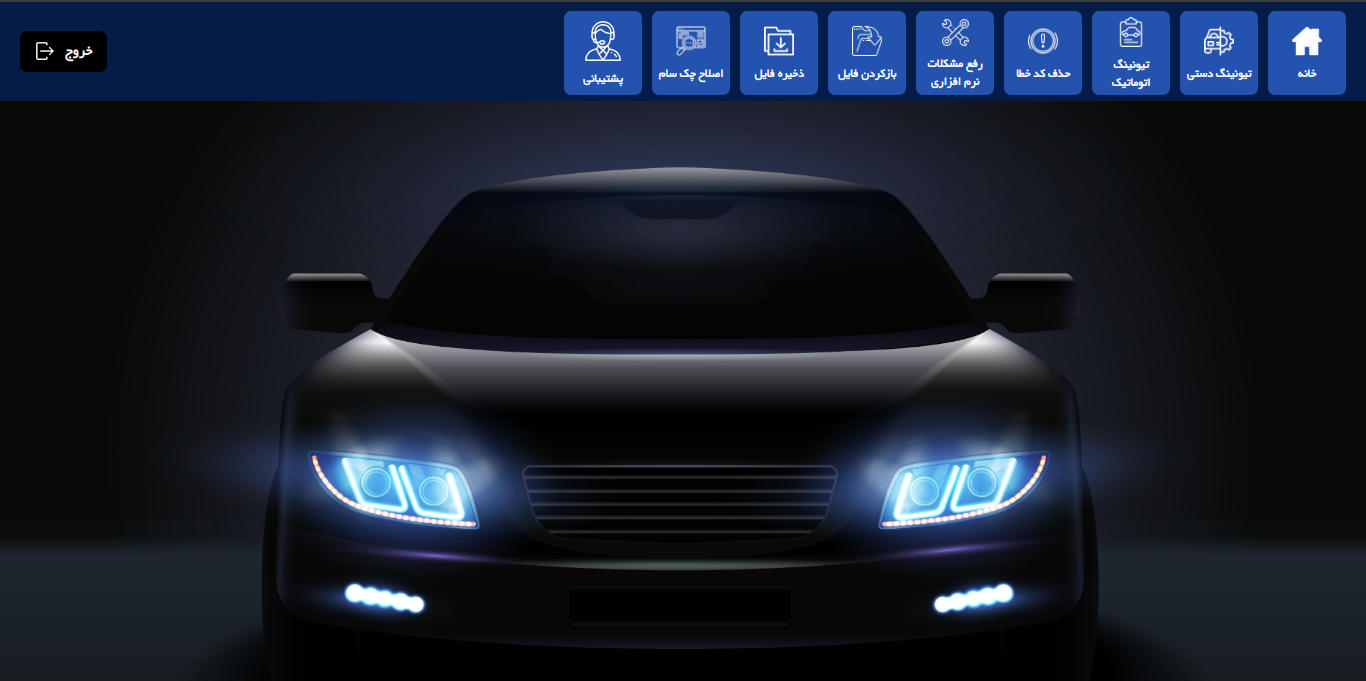 خانه
تیونینگ دستی
تیونینگ
اتوماتیک
حذف کد خطا
رفع مشکلات
نرم افزاری
بازکردن فایل
ذخیره فایل
اصلاح چک سام
پشتیبانی
خروج